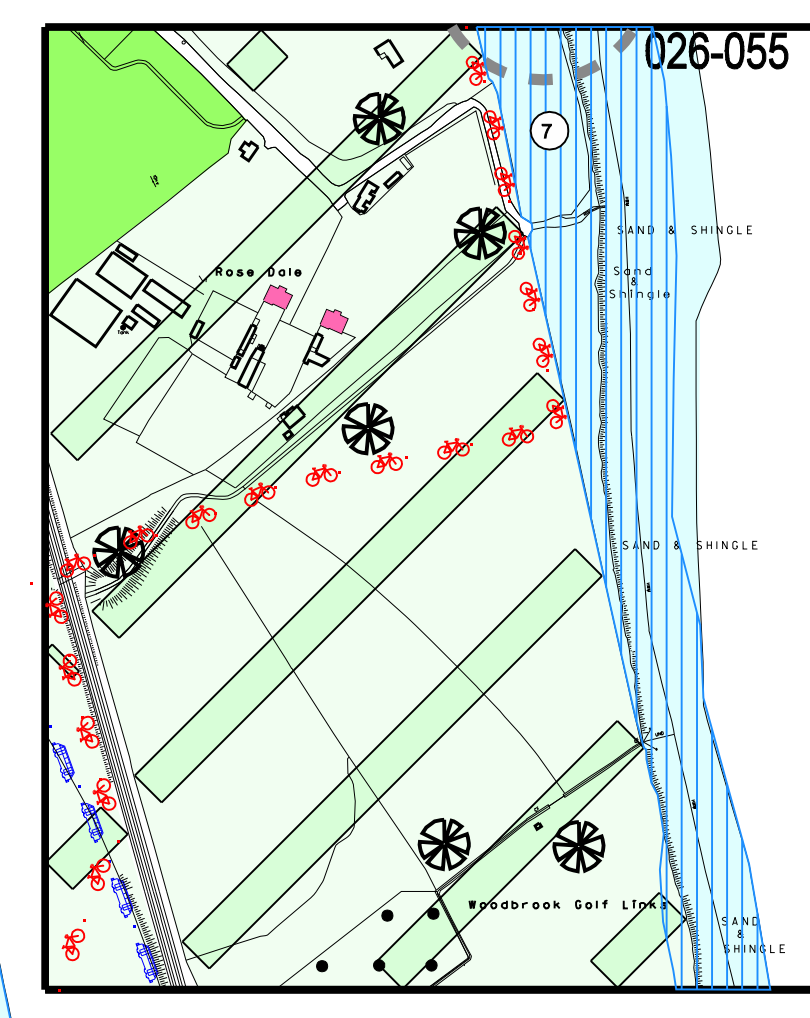 026-055
7
SAND & SHINGLE
Rose Dale
Sand
&
Shingle
SAND & SHINGLE
Woodbrook Golf Links
SAND
&
SHINGLE